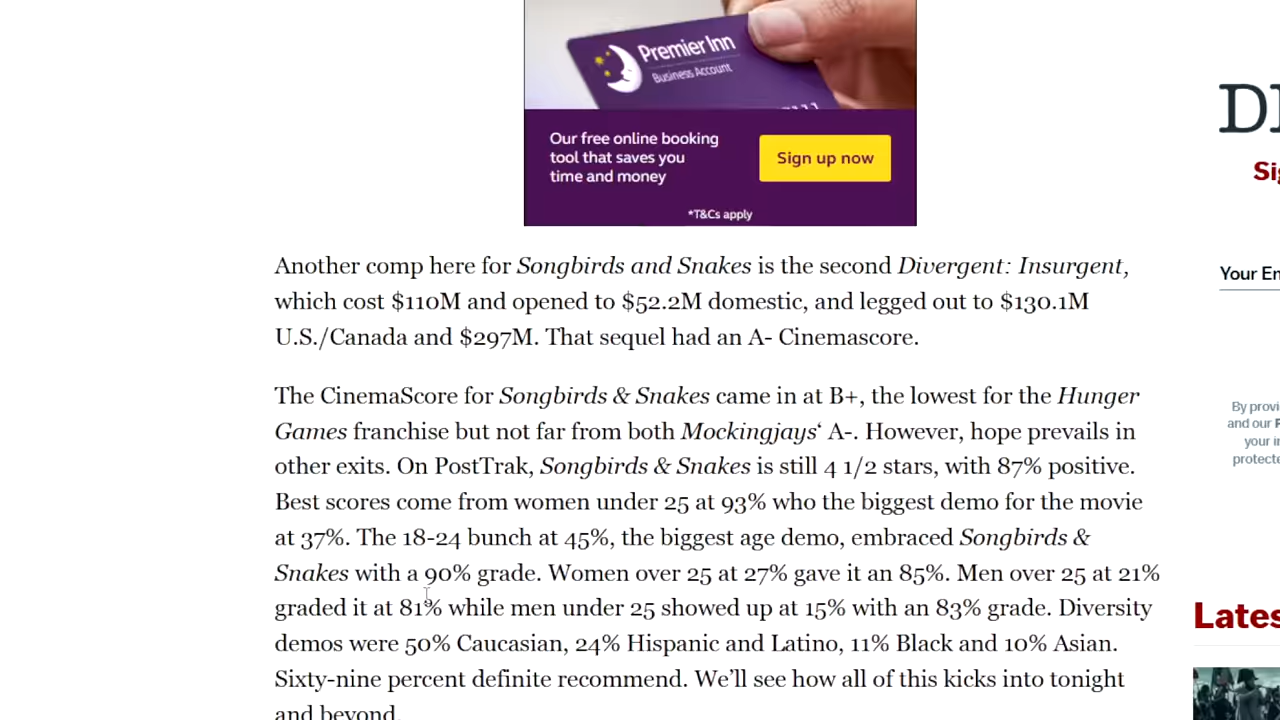 Premier Inn
Business Account
Our free online booking
tool that saves you
time and money
Sign up now
*T&Cs apply
Another comp here for Songbirds and Snakes is the second Divergent: Insurgent,
which cost $110M and opened to $52.2M domestic, and legged out to $130.1M
U.S./Canada and $297M. That sequel had an A- Cinemascore.
The CinemaScore for Songbirds & Snakes came in at B+, the lowest for the Hunger
Games franchise but not far from both Mockingjays‘ A-. However, hope prevails in
other exits. On PostTrak, Songbirds & Snakes is still 4 1/2 stars, with 87% positive.
Best scores come from women under 25 at 93% who the biggest demo for the movie
at 37%. The 18-24 bunch at 45%, the biggest age demo, embraced Songbirds &
Snakes with a 90% grade. Women over 25 at 27% gave it an 85%. Men over 25 at 21%
graded it at 81% while men under 25 showed up at 15% with an 83% grade. Diversity
demos were 50% Caucasian, 24% Hispanic and Latino, 11% Black and 10% Asian.
Sixty-nine percent definite recommend. We’ll see how all of this kicks into tonight
and beyond.
Your En
By provi
and our
your i
protecte
Lates